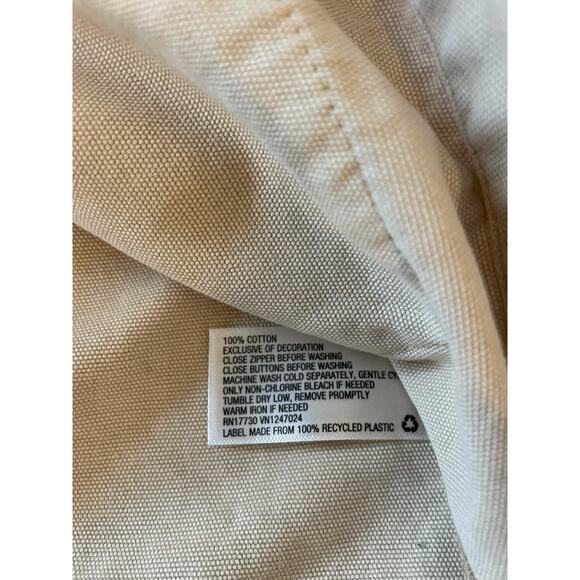 100% COTTON
EXCLUSIVE OF DECORATION
CLOSE ZIPPER BEFORE WASHING
CLOSE BUTTONS BEFORE WASHING
MACHINE WASH COLD SEPARATELY, GENTLE CY
ONLY NON-CHLORINE BLEACH IF NEEDED
TUMBLE DRY LOW, REMOVE PROMPTLY
WARM IRON IF NEEDED
RN17730 VN1247024
LABEL MADE FROM 100% RECYCLED PLASTIC